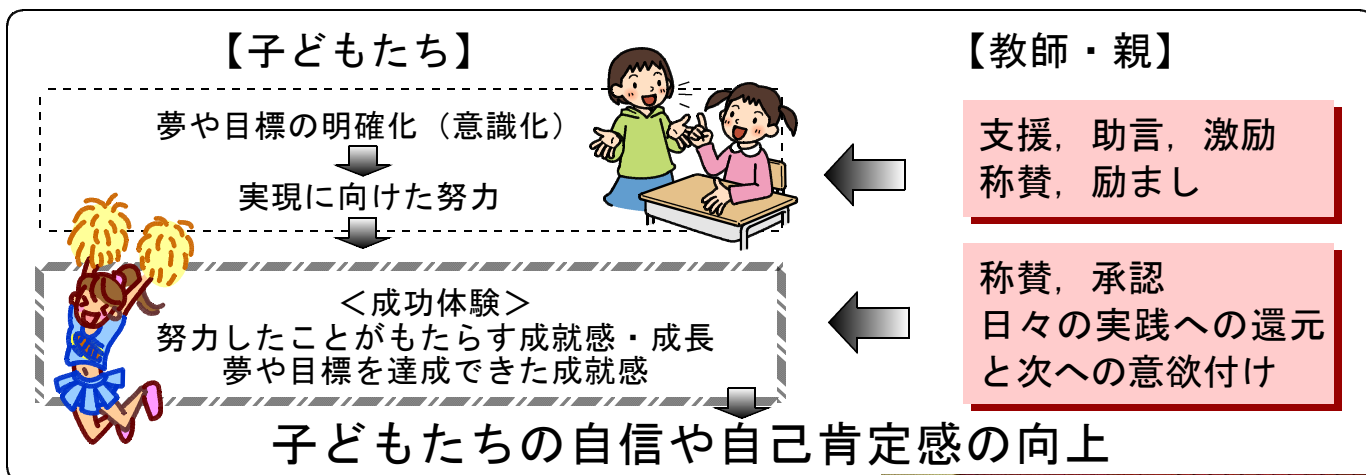 【子どもたち】
夢や目標の明確化（意識化）
実現に向けた努力
＜成功体験＞
努力したことがもたらす成就感・成長
夢や目標を達成できた成就感
【教師・親】
支援，助言，激励
称賛，励まし
称賛，承認
日々の実践への還元
と次への意欲付け
子どもたちの自信や自己肯定感の向上